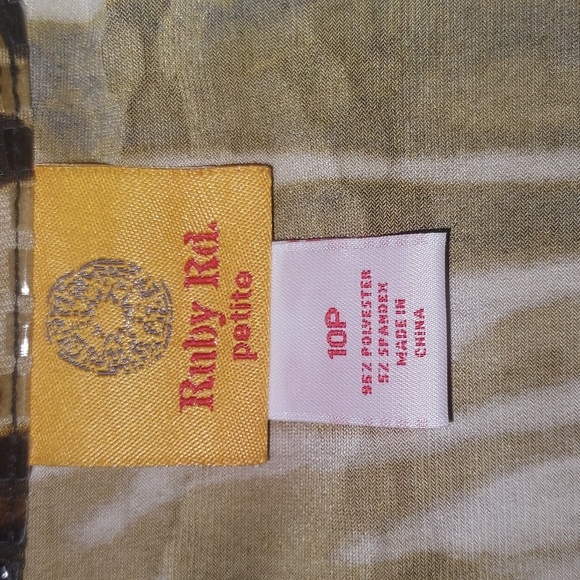 Ruby Rd.
petite
10P
95% POLYESTER
5% SPANDEX
MADE IN
CHINA